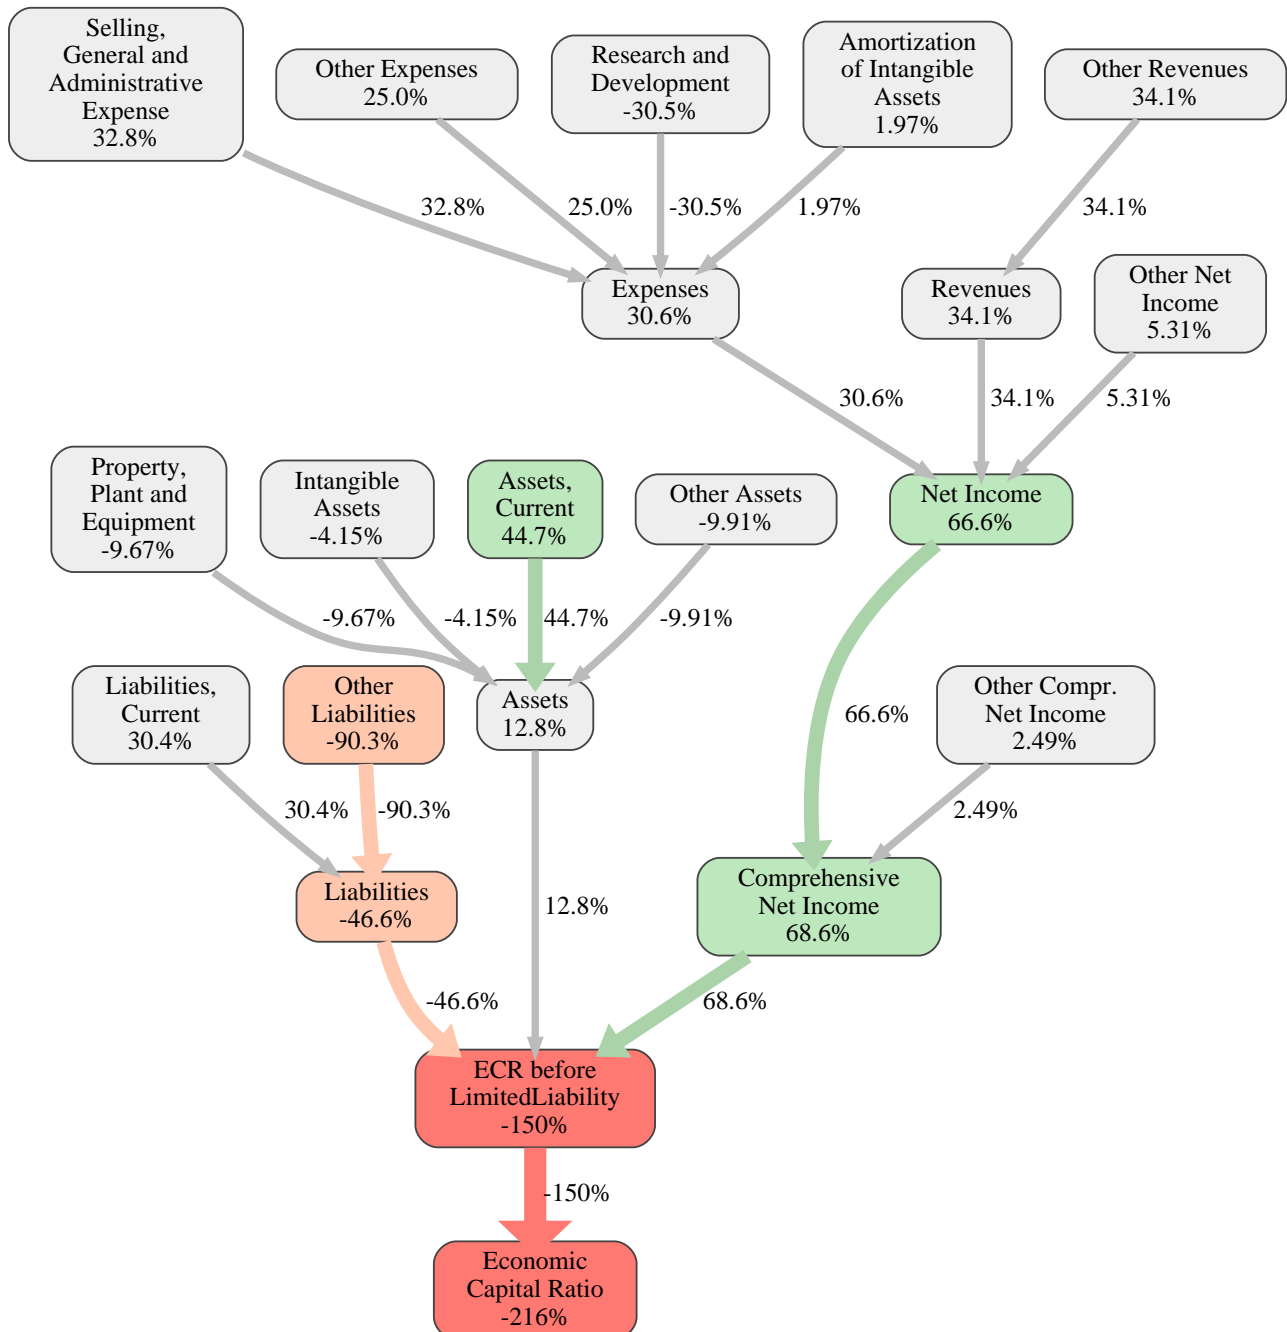 Selling,
General and
Administrative
Expense
32.8%
Other Expenses
25.0%
Research and
Development
-30.5%
Amortization
of Intangible
Assets
1.97%
Other Revenues
34.1%
32.8%
25.0%
-30.5%
1.97%
34.1%
Expenses
30.6%
Revenues
34.1%
Other Net
Income
5.31%
30.6%
34.1%
5.31%
Property,
Plant and
Equipment
-9.67%
Intangible
Assets
-4.15%
Assets,
Current
44.7%
Other Assets
-9.91%
Net Income
66.6%
-9.67%
-4.15%
44.7%
-9.91%
Liabilities,
Current
30.4%
Other
Liabilities
-90.3%
Assets
12.8%
66.6%
Other Compr.
Net Income
2.49%
30.4%
-90.3%
2.49%
Liabilities
-46.6%
12.8%
Comprehensive
Net Income
68.6%
-46.6%
68.6%
ECR before
LimitedLiability
-150%
-150%
Economic
Capital Ratio
-216%